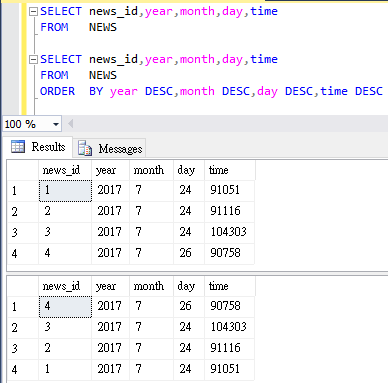 SELECT news_id,year,month,day,time
FROM   NEWS
SELECT news_id,year,month,day,time
FROM   NEWS
ORDER  BY year DESC,month DESC,day DESC,time DESC
100 %
Results Messages
news_id year month day time
1 1 2017 7 24 91051
2 2 2017 7 24 91116
3 3 2017 7 24 104303
4 4 2017 7 26 90758
news_id year month day time
1 4 2017 7 26 90758
2 3 2017 7 24 104303
3 2 2017 7 24 91116
4 1 2017 7 24 91051